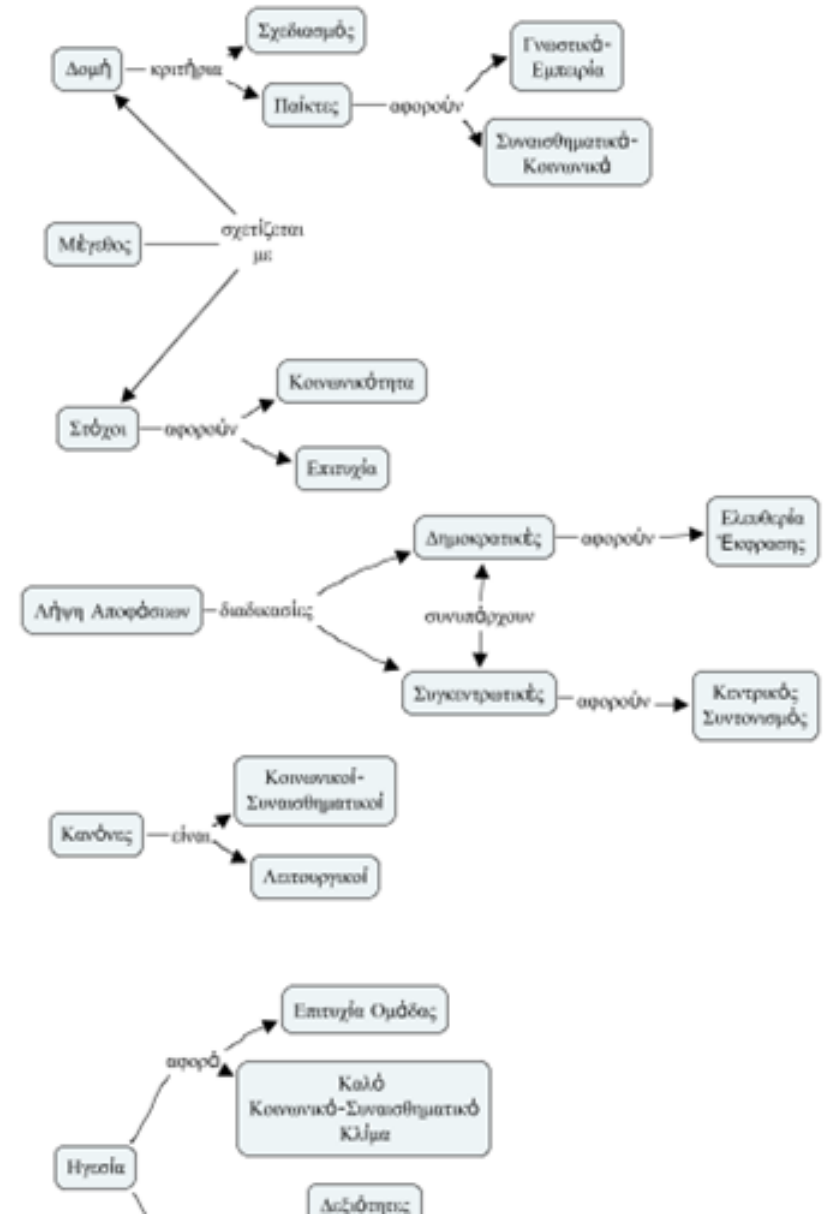 Σχεδιασμός
Δομή
κριτήρια
Παίκτες
αφορούν
Γνωστικά-
Εμπειρία
Συναισθηματικά-
Κοινωνικά
Μέγεθος
σχετίζεται
με
Κοινωνικότητα
Στόχοι
αφορούν
Επιτυχία
Δημοκρατικές
αφορούν
Ελευθερία
Έκφρασης
Λήψη Αποφάσεων
διαδικασίες
συνυπάρχουν
Συγκεντρωτικές
αφορούν
Κεντρικός
Συντονισμός
Κοινωνικοί-
Συναισθηματικοί
Κανόνες
είναι
Λειτουργικοί
Επιτυχία Ομάδας
αφορά
Καλό
Κοινωνικό-Συναισθηματικό
Κλίμα
Ηγεσία
Δεξιότητες